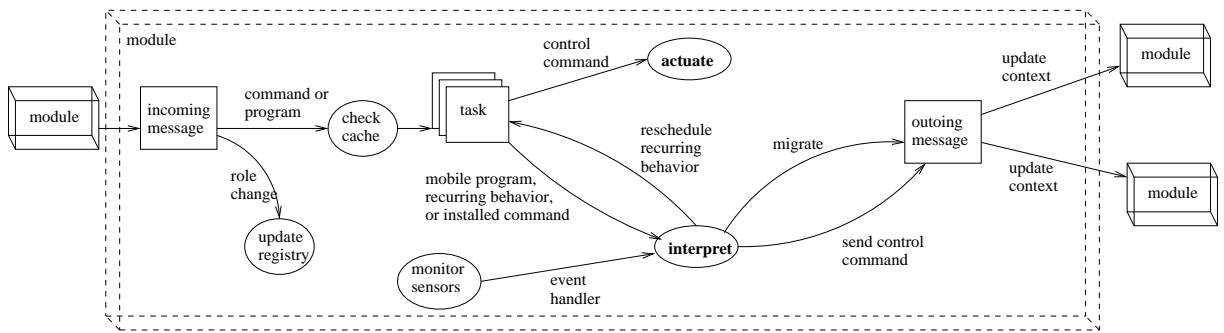 module
module
incoming
message
command or
program
role
change
update
registry
check
cache
task
control
command
actuate
mobile program,
recurring behavior,
or installed command
reschedule
recurring
behavior
monitor
sensors
event
handler
interpret
migrate
send control
command
outoing
message
update
context
module
update
context
module